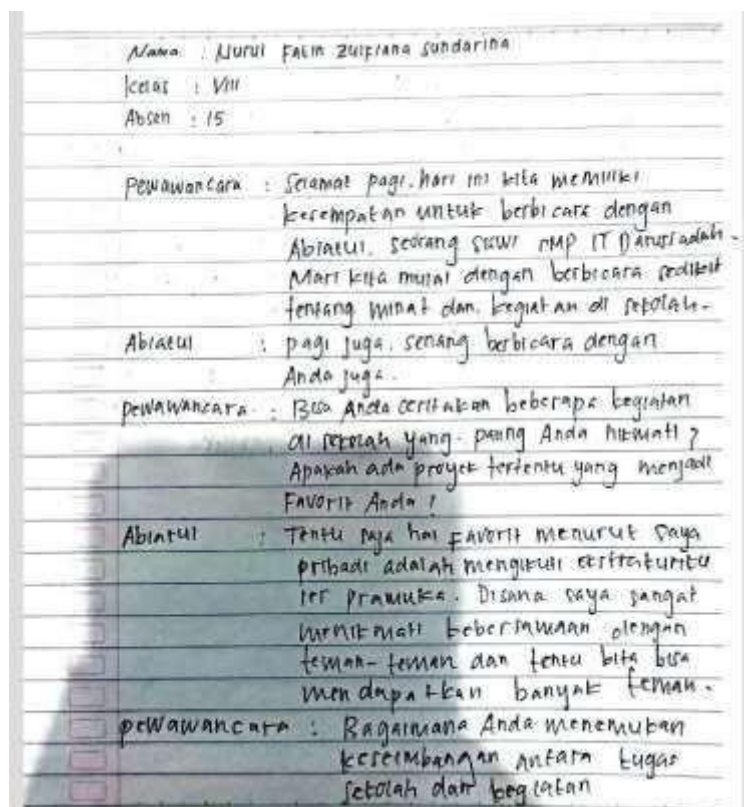 Nama : Nurul Falin Zulfiana Sundarina
Kelas : VIII
Absen : 15
Pewawancara : Selamat pagi. hari ini kita memiliki
kesempatan untuk berbicara dengan
Abiatul, seorang siswi SMP IT Darussadah.
Mari kita mulai dengan berbicara sedikit
tentang minat dan kegiatan di sekolah.
Abiatul : pagi juga. senang berbicara dengan
Anda juga.
pewawancara : Bisa Anda ceritakan beberapa kegiatan
di sekolah yang paling Anda nikmati ?
Apakah ada proyek tertentu yang menjadi
Favorit Anda ?
Abiatul : Tentu saja hal Favorit menurut saya
pribadi adalah mengikuti
ler pramuka. Disana saya sangat
menikmati kebersamaan dengan
teman-teman dan tentu kita bisa
mendapatkan banyak teman.
pewawancara : Bagaimana Anda menemukan
keseimbangan antara tugas
sekolah dan kegiatan